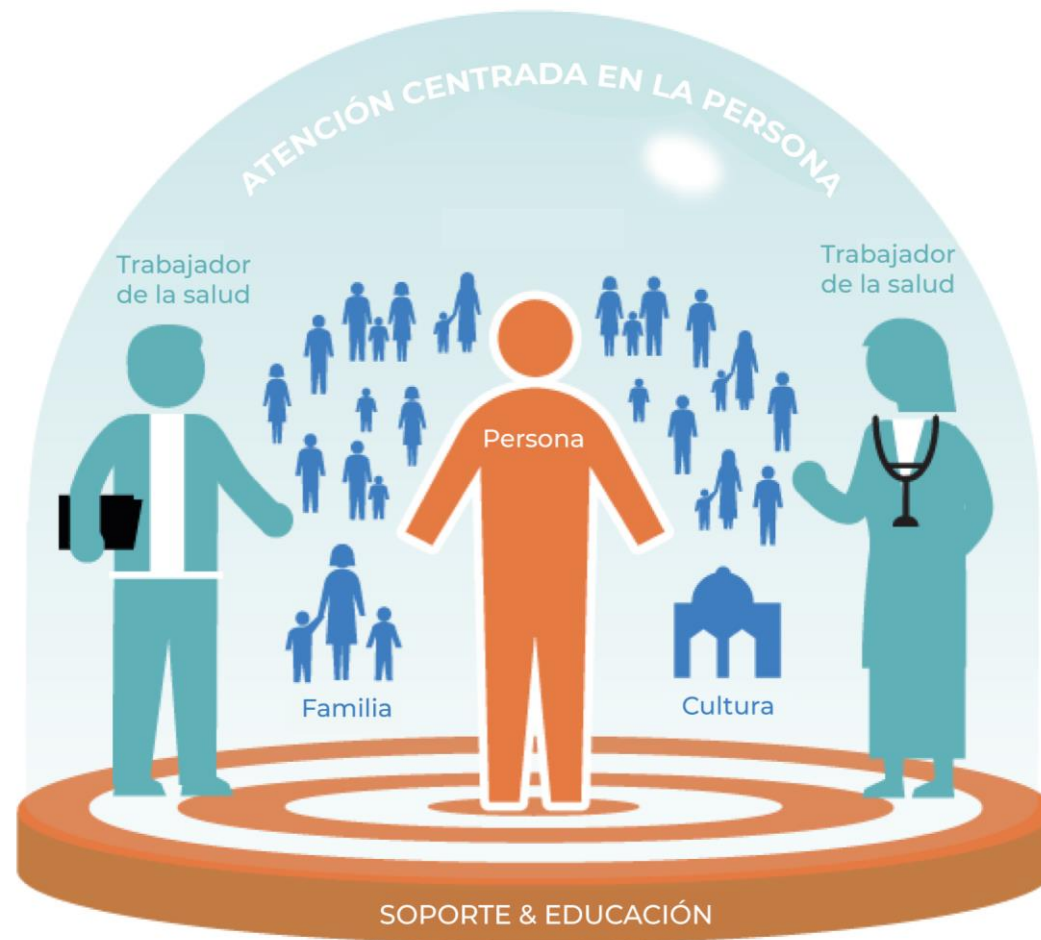 ATENCIÓN CENTRADA EN LA PERSONA
Trabajador
de la salud
Trabajador
de la salud
Persona
Familia
Cultura
SOPORTE & EDUCACIÓN